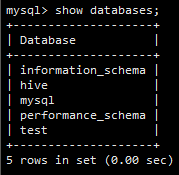 mysql> show databases;
+--------------------+
| Database           |
+--------------------+
| information_schema |
| hive               |
| mysql              |
| performance_schema |
| test               |
+--------------------+
5 rows in set (0.00 sec)